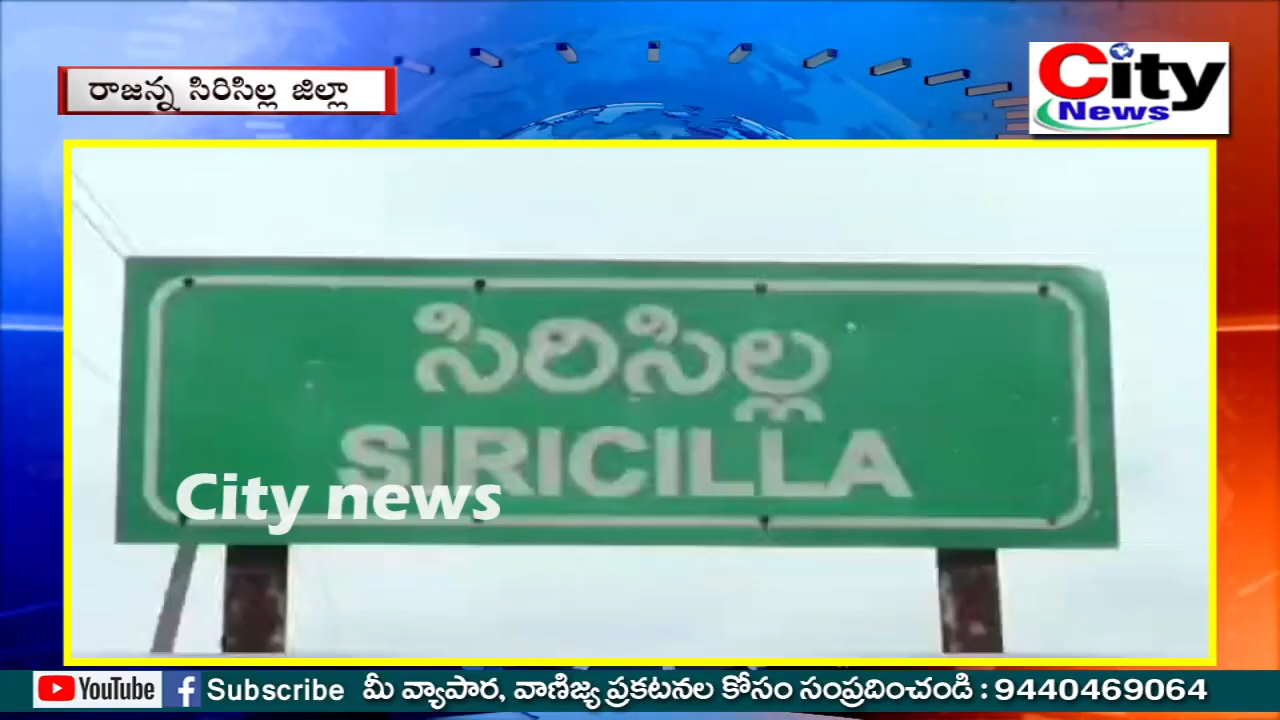 రాజన్న సిరిసిల్ల జిల్లా
City
News
సిరిసిల్ల
SIRICILLA
City news
YouTube f Subscribe మీ వ్యాపార, వాణిజ్య ప్రకటనల కోసం సంప్రదించండి : 9440469064